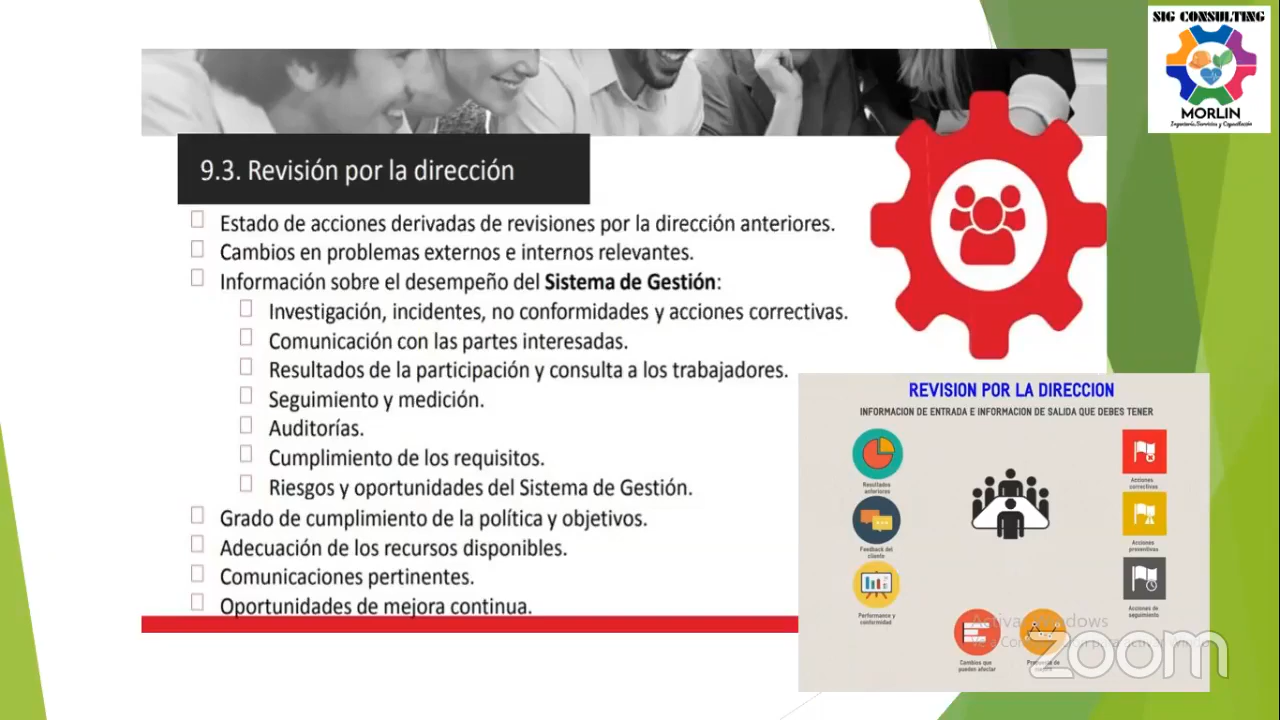 SIG CONSULTING
MORLIN
Ingeniería, Servicios y Capacitación
9.3. Revisión por la dirección
Estado de acciones derivadas de revisiones por la dirección anteriores.
Cambios en problemas externos e internos relevantes.
Información sobre el desempeño del Sistema de Gestión:
Investigación, incidentes, no conformidades y acciones correctivas.
Comunicación con las partes interesadas.
Resultados de la participación y consulta a los trabajadores.
Seguimiento y medición.
Auditorías.
Cumplimiento de los requisitos.
Riesgos y oportunidades del Sistema de Gestión.
Grado de cumplimiento de la política y objetivos.
Adecuación de los recursos disponibles.
Comunicaciones pertinentes.
Oportunidades de mejora continua.
REVISION POR LA DIRECCION
INFORMACION DE ENTRADA E INFORMACION DE SALIDA QUE DEBES TENER
Resultados
anteriores
Feedback del
cliente
Performance y
conformidad
Cambios que
pueden afectar
Acciones
correctivas
Acciones
preventivas
Acciones de
seguimiento
zoom